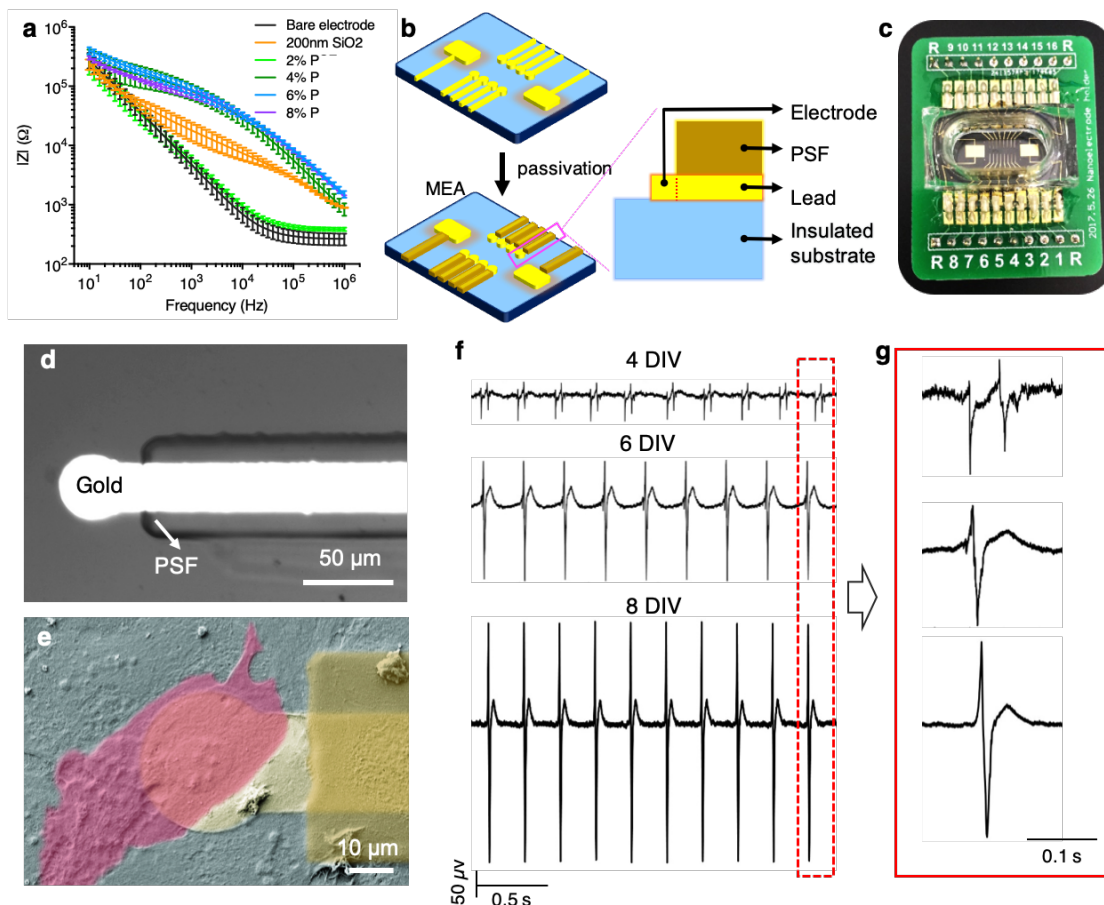 a
10⁶
10⁵
10⁴
10³
10²
|Z| (Ω)
10¹ 10² 10³ 10⁴ 10⁵ 10⁶
Frequency (Hz)
Bare electrode
200nm SiO2
2% P
4% P
6% P
8% P
b
passivation
MEA
Electrode
PSF
Lead
Insulated
substrate
c
R 9 10 11 12 13 14 15 16 R
2017.5.26 Nanoelectrode holder
R 8 7 6 5 4 3 2 1 R
d
Gold
PSF
50 µm
e
10 µm
f
4 DIV
6 DIV
8 DIV
50 µv
0.5 s
g
0.1 s